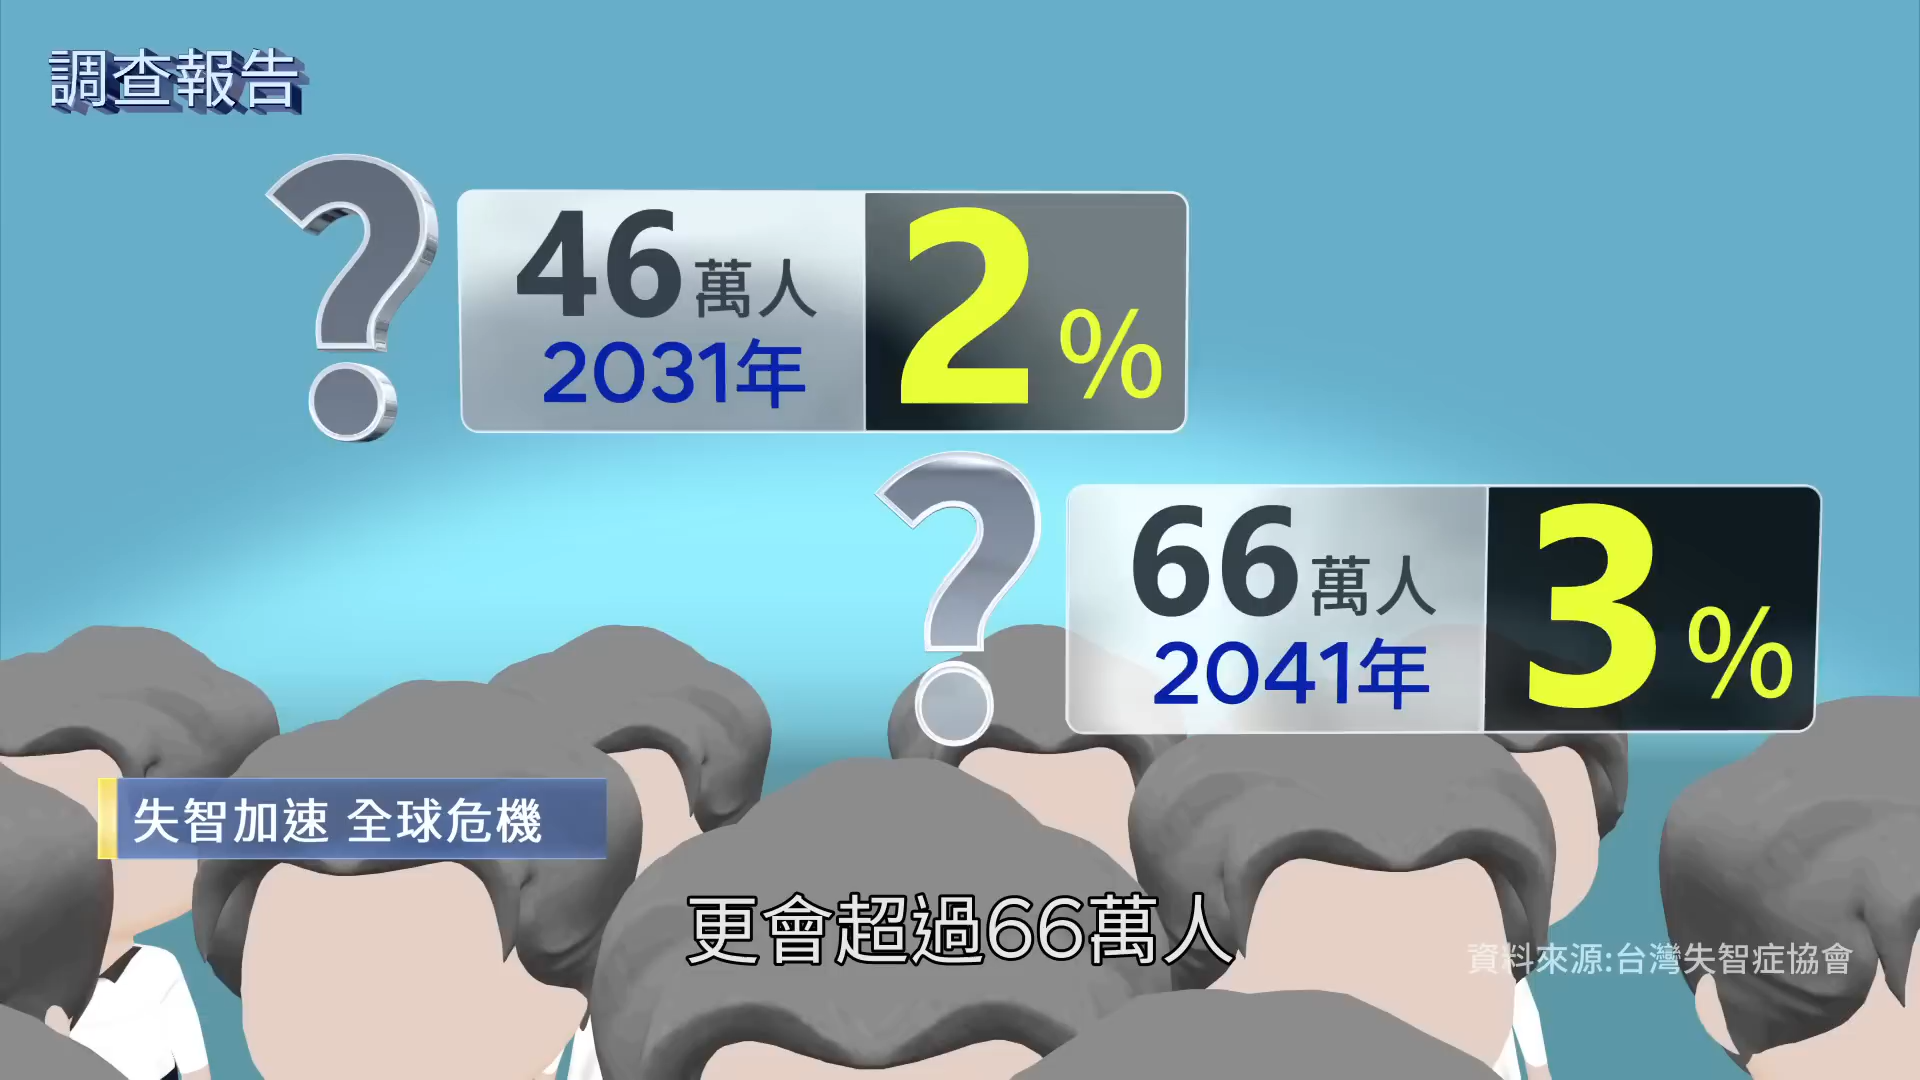 調查報告
46萬人
2031年
2%
66萬人
2041年
3%
失智加速 全球危機
更會超過66萬人
資料來源:台灣失智症協會